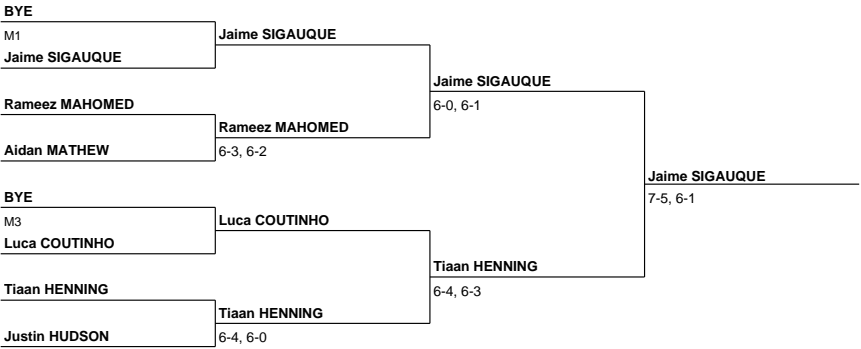 BYE
M1
Jaime SIGAUQUE
Jaime SIGAUQUE
Rameez MAHOMED
Aidan MATHEW
Rameez MAHOMED
6-3, 6-2
Jaime SIGAUQUE
6-0, 6-1
BYE
M3
Luca COUTINHO
Luca COUTINHO
Tiaan HENNING
Justin HUDSON
Tiaan HENNING
6-4, 6-0
Tiaan HENNING
6-4, 6-3
Jaime SIGAUQUE
7-5, 6-1